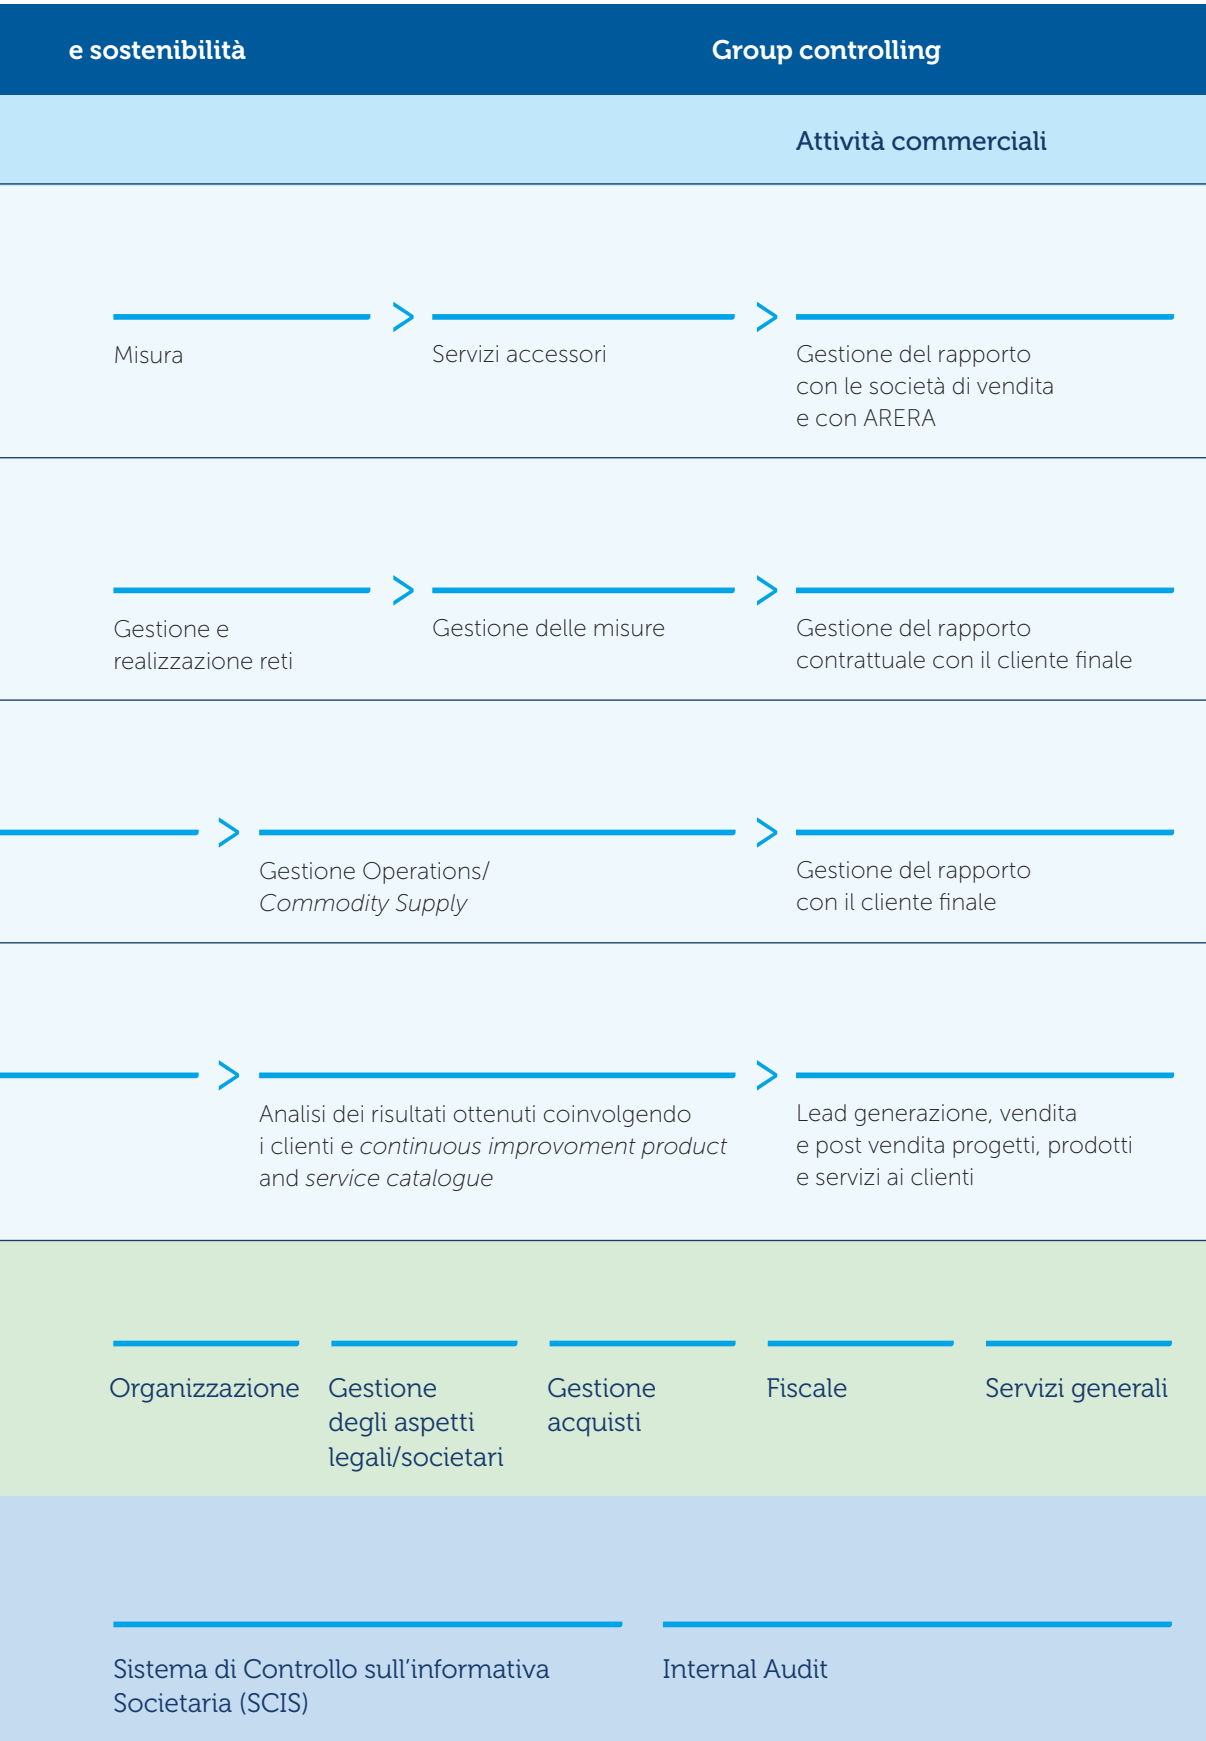 e sostenibilità
Group controlling
Attività commerciali
Misura
Servizi accessori
Gestione del rapporto
con le società di vendita
e con ARERA
Gestione e
realizzazione reti
Gestione delle misure
Gestione del rapporto
contrattuale con il cliente finale
Gestione Operations/
Commodity Supply
Gestione del rapporto
con il cliente finale
Analisi dei risultati ottenuti coinvolgendo
i clienti e continuous improvoment product
and service catalogue
Lead generazione, vendita
e post vendita progetti, prodotti
e servizi ai clienti
Organizzazione
Gestione
degli aspetti
legali/societari
Gestione
acquisti
Fiscale
Servizi generali
Sistema di Controllo sull'informativa
Societaria (SCIS)
Internal Audit